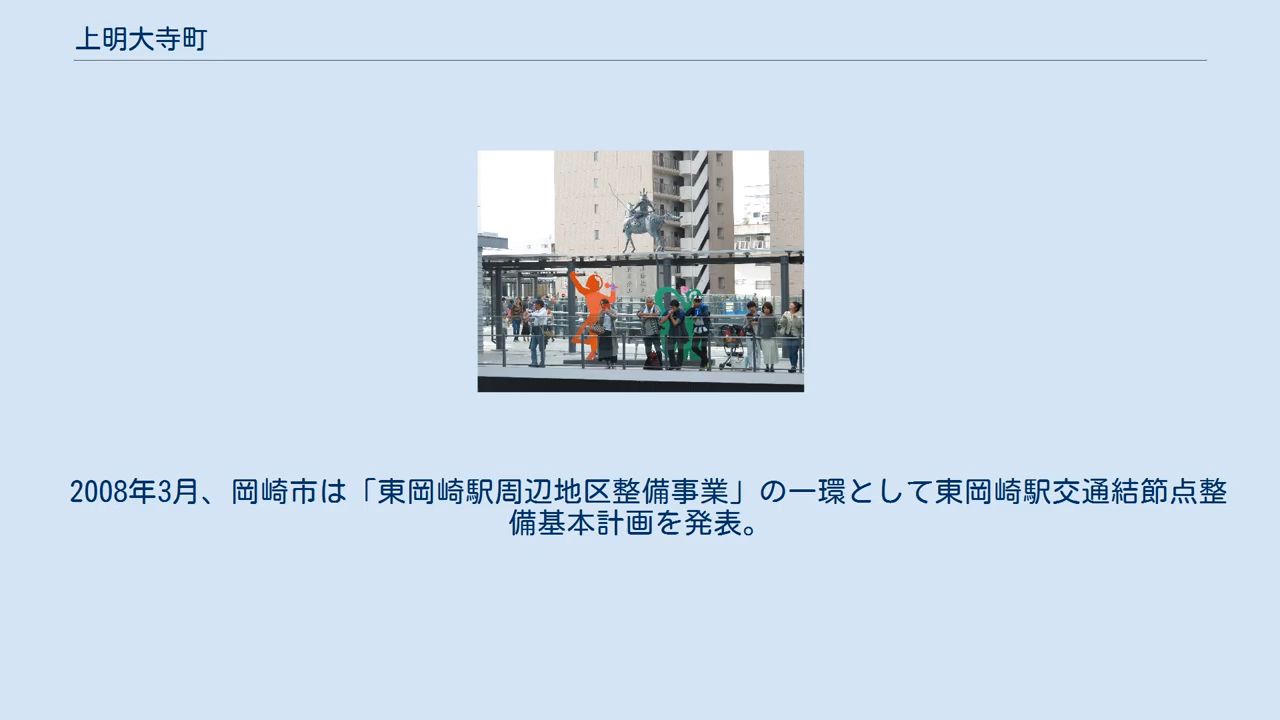 上明大寺町
2008年3月、岡崎市は「東岡崎駅周辺地区整備事業」の一環として東岡崎駅交通結節点整
備基本計画を発表。